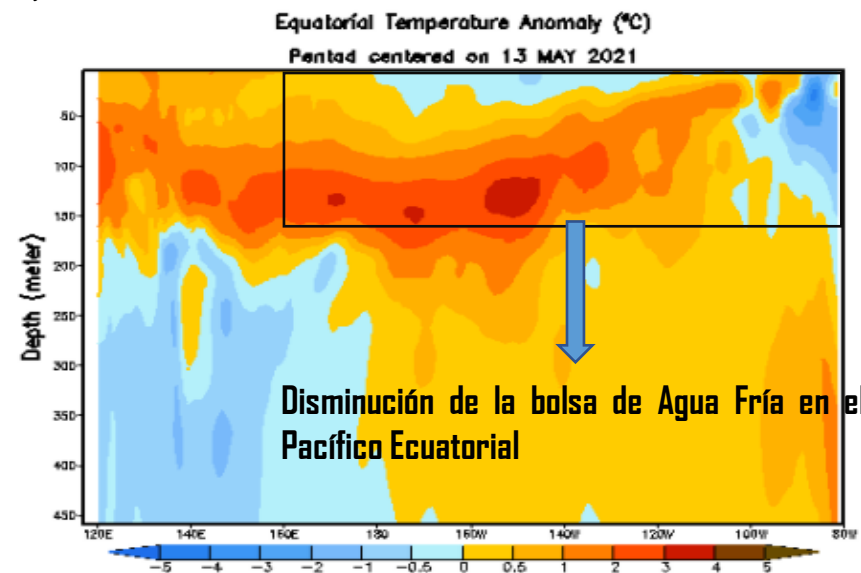 Equatorial Temperature Anomaly (°C)
Pentad centered on 13 MAY 2021
50
100
150
200
250
300
350
400
450
Depth (meter)
Disminución de la bolsa de Agua Fría en el
Pacífico Ecuatorial
120E 140E 160E 180 160W 140W 120W 100W 80W
-5 -4 -3 -2 -1 -0.5 0 0.5 1 2 3 4 5